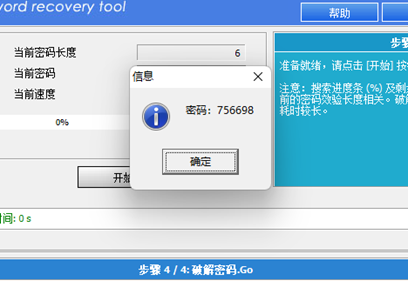 word recovery tool
帮助
当前密码长度
6
当前密码
当前速度
0%
信息
密码：756698
确定
开始
步骤
准备就绪，请点击 [开始] 按
注意：搜索进度条 (%) 及剩
前的密码效验长度相关。破解
耗时较长。
时间: 0 s
步骤 4 / 4: 破解密码.Go